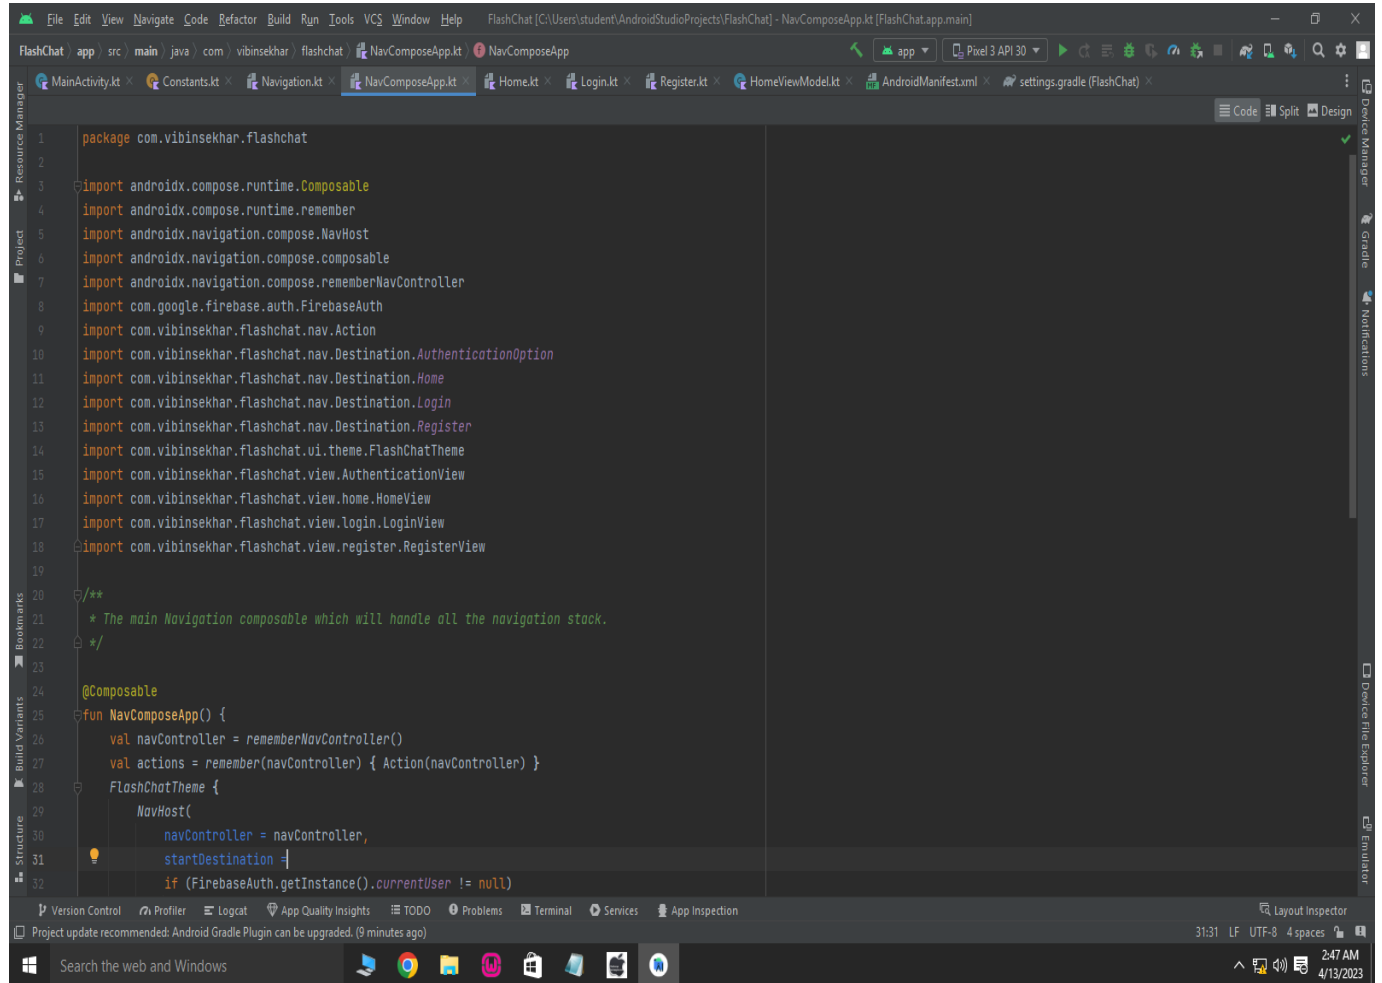 File Edit View Navigate Code Refactor Build Run Tools VCS Window Help FlashChat [C:\Users\student\AndroidStudioProjects\FlashChat] - NavComposeApp.kt [FlashChat.app.main]
FlashChat app src main java com vibinsekhar flashchat NavComposeApp.kt NavComposeApp app Pixel 3 API 30
MainActivity.kt Constants.kt Navigation.kt NavComposeApp.kt Home.kt Login.kt Register.kt HomeViewModel.kt AndroidManifest.xml settings.gradle (FlashChat)
Code Split Design
Resource Manager
Project
Bookmarks
Build Variants
Structure
1 package com.vibinsekhar.flashchat
2
3 import androidx.compose.runtime.Composable
4 import androidx.compose.runtime.remember
5 import androidx.navigation.compose.NavHost
6 import androidx.navigation.compose.composable
7 import androidx.navigation.compose.rememberNavController
8 import com.google.firebase.auth.FirebaseAuth
9 import com.vibinsekhar.flashchat.nav.Action
10 import com.vibinsekhar.flashchat.nav.Destination.AuthenticationOption
11 import com.vibinsekhar.flashchat.nav.Destination.Home
12 import com.vibinsekhar.flashchat.nav.Destination.Login
13 import com.vibinsekhar.flashchat.nav.Destination.Register
14 import com.vibinsekhar.flashchat.ui.theme.FlashChatTheme
15 import com.vibinsekhar.flashchat.view.AuthenticationView
16 import com.vibinsekhar.flashchat.view.home.HomeView
17 import com.vibinsekhar.flashchat.view.login.LoginView
18 import com.vibinsekhar.flashchat.view.register.RegisterView
19
20 /**
21 * The main Navigation composable which will handle all the navigation stack.
22 */
23
24 @Composable
25 fun NavComposeApp() {
26 val navController = rememberNavController()
27 val actions = remember(navController) { Action(navController) }
28 FlashChatTheme {
29 NavHost(
30 navController = navController,
31 startDestination =
32 if (FirebaseAuth.getInstance().currentUser != null)
Device Manager
Gradle
Notifications
Device File Explorer
Emulator
Version Control Profiler Logcat App Quality Insights TODO Problems Terminal Services App Inspection Layout Inspector
Project update recommended: Android Gradle Plugin can be upgraded. (9 minutes ago) 31:31 LF UTF-8 4 spaces
Search the web and Windows
2:47 AM
4/13/2023